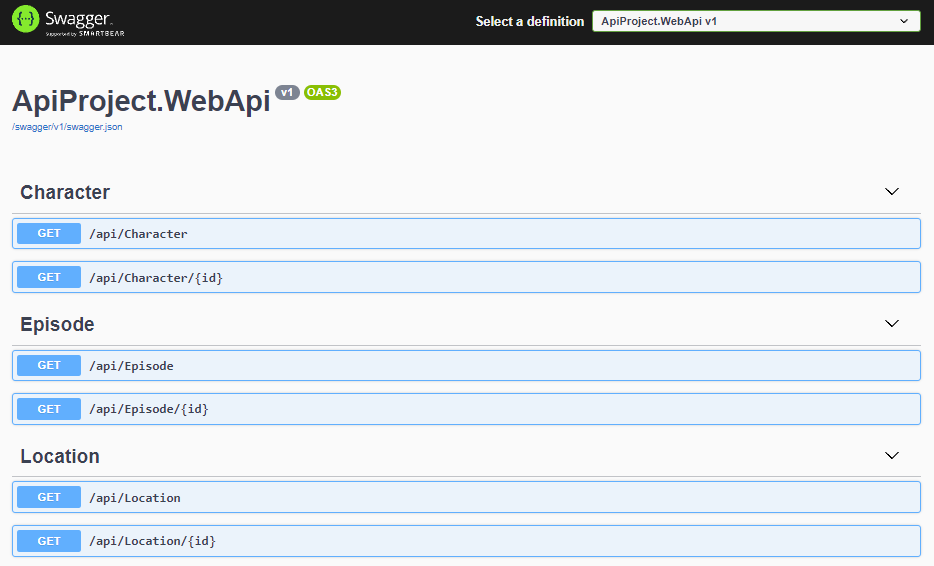 Swagger.
Supported by SMARTBEAR
Select a definition
ApiProject.WebApi v1
ApiProject.WebApi v1 OAS3
/swagger/v1/swagger.json
Character
GET /api/Character
GET /api/Character/{id}
Episode
GET /api/Episode
GET /api/Episode/{id}
Location
GET /api/Location
GET /api/Location/{id}